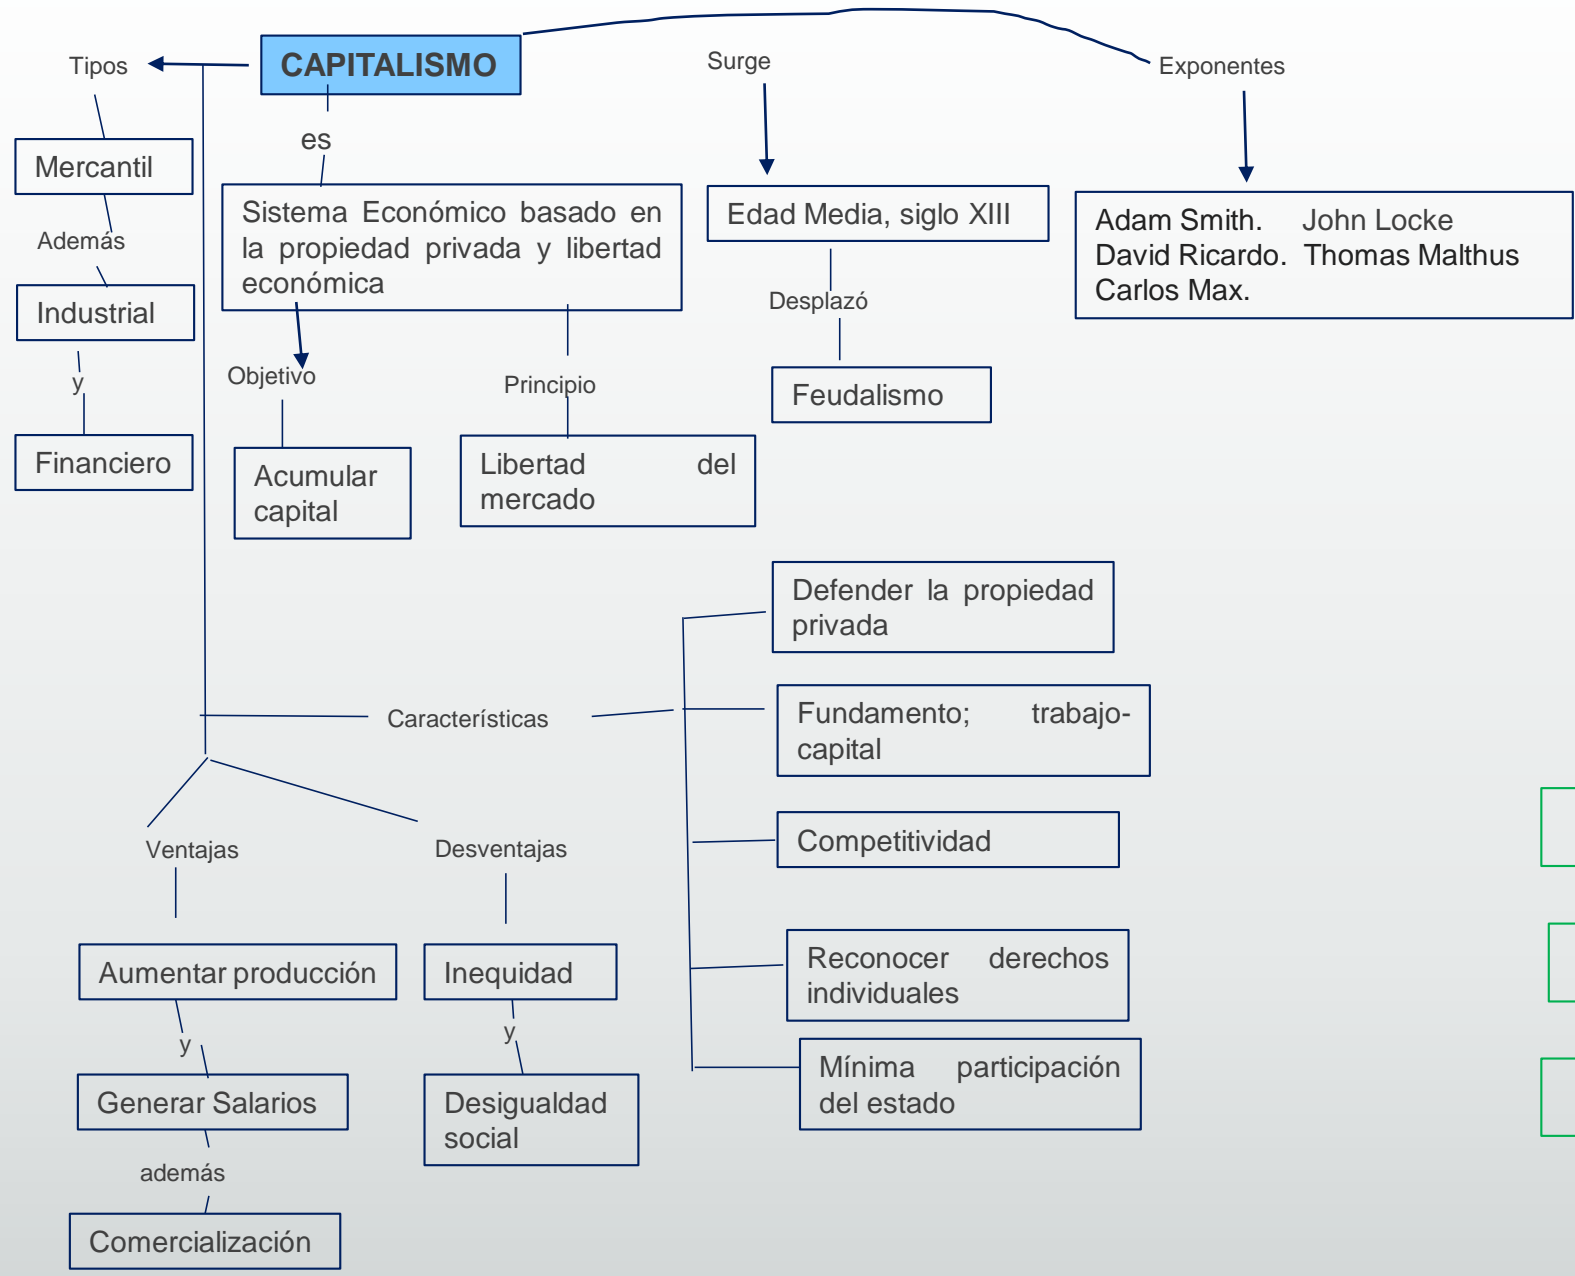 CAPITALISMO
Tipos
Mercantil
Además
Industrial
y
Financiero
es
Sistema Económico basado en
la propiedad privada y libertad
económica
Objetivo
Acumular
capital
Principio
Libertad del
mercado
Surge
Edad Media, siglo XIII
Desplazó
Feudalismo
Exponentes
Adam Smith. John Locke
David Ricardo. Thomas Malthus
Carlos Max.
Características
Defender la propiedad
privada
Fundamento; trabajo-
capital
Competitividad
Reconocer derechos
individuales
Mínima participación
del estado
Ventajas
Aumentar producción
y
Generar Salarios
además
Comercialización
Desventajas
Inequidad
y
Desigualdad
social